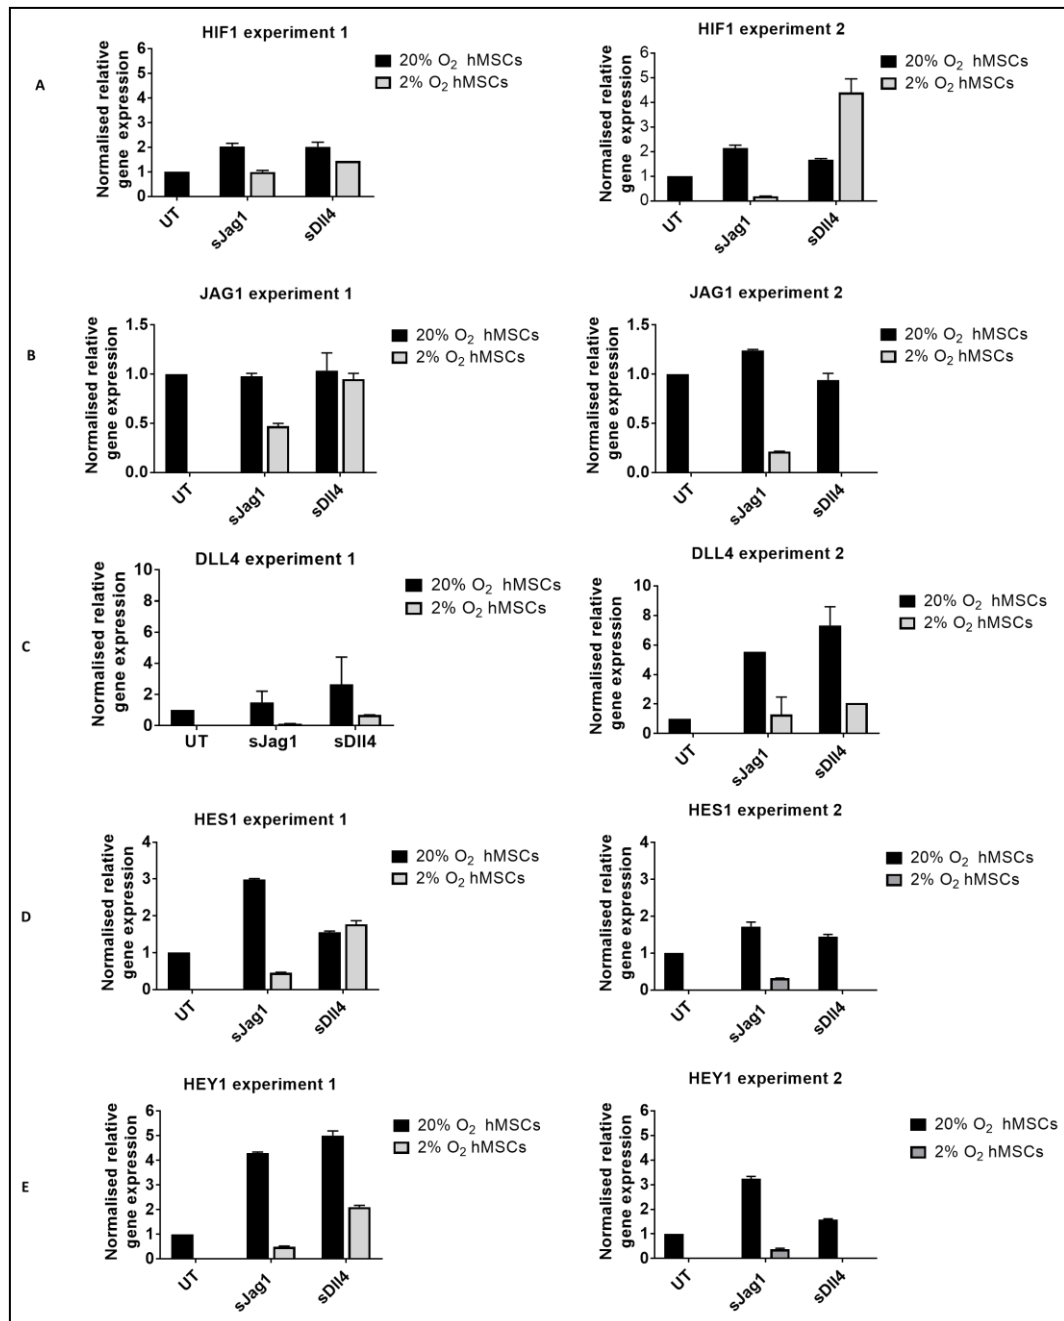 HIF1 experiment 1
A
Normalised relative
gene expression
6
5
4
3
2
1
0
UT
sJag1
sDll4
20% O₂ hMSCs
2% O₂ hMSCs
HIF1 experiment 2
Normalised relative
gene expression
6
5
4
3
2
1
0
UT
sJag1
sDll4
20% O₂ hMSCs
2% O₂ hMSCs
JAG1 experiment 1
B
Normalised relative
gene expression
1.5
1.0
0.5
0.0
UT
sJag1
sDll4
20% O₂ hMSCs
2% O₂ hMSCs
JAG1 experiment 2
Normalised relative
gene expression
1.5
1.0
0.5
0.0
UT
sJag1
sDll4
20% O₂ hMSCs
2% O₂ hMSCs
DLL4 experiment 1
C
Normalised relative
gene expression
10
8
6
4
2
0
UT
sJag1
sDll4
20% O₂ hMSCs
2% O₂ hMSCs
DLL4 experiment 2
Normalised relative
gene expression
10
8
6
4
2
0
UT
sJag1
sDll4
20% O₂ hMSCs
2% O₂ hMSCs
HES1 experiment 1
D
Normalised relative
gene expression
4
3
2
1
0
UT
sJag1
sDll4
20% O₂ hMSCs
2% O₂ hMSCs
HES1 experiment 2
Normalised relative
gene expression
4
3
2
1
0
UT
sJag1
sDll4
20% O₂ hMSCs
2% O₂ hMSCs
HEY1 experiment 1
E
Normalised relative
gene expression
6
5
4
3
2
1
0
UT
sJag1
sDll4
20% O₂ hMSCs
2% O₂ hMSCs
HEY1 experiment 2
Normalised relative
gene expression
6
5
4
3
2
1
0
UT
sJag1
sDll4
20% O₂ hMSCs
2% O₂ hMSCs